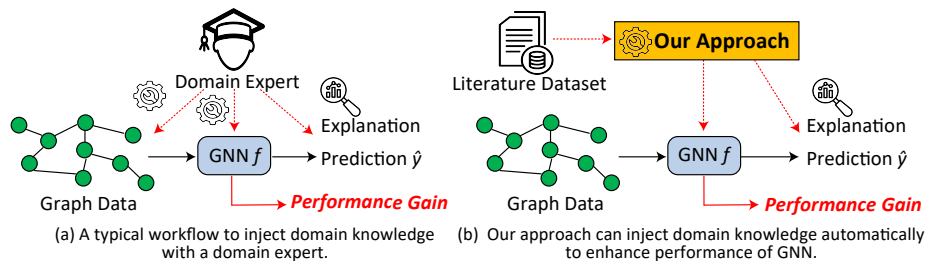 Domain Expert
Explanation
GNN f
Prediction ŷ
Graph Data
Performance Gain
(a) A typical workflow to inject domain knowledge
with a domain expert.
Our Approach
Literature Dataset
Explanation
GNN f
Prediction ŷ
Graph Data
Performance Gain
(b) Our approach can inject domain knowledge automatically
to enhance performance of GNN.